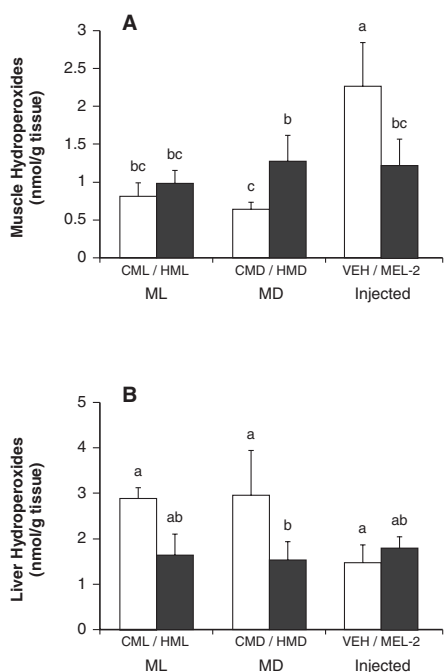 A
Muscle Hydroperoxides
(nmol/g tissue)
3
2.5
2
1.5
1
0.5
0
bc
bc
c
b
a
bc
CML / HML
CMD / HMD
VEH / MEL-2
ML
MD
Injected
B
Liver Hydroperoxides
(nmol/g tissue)
5
4
3
2
1
0
a
ab
a
b
a
ab
CML / HML
CMD / HMD
VEH / MEL-2
ML
MD
Injected